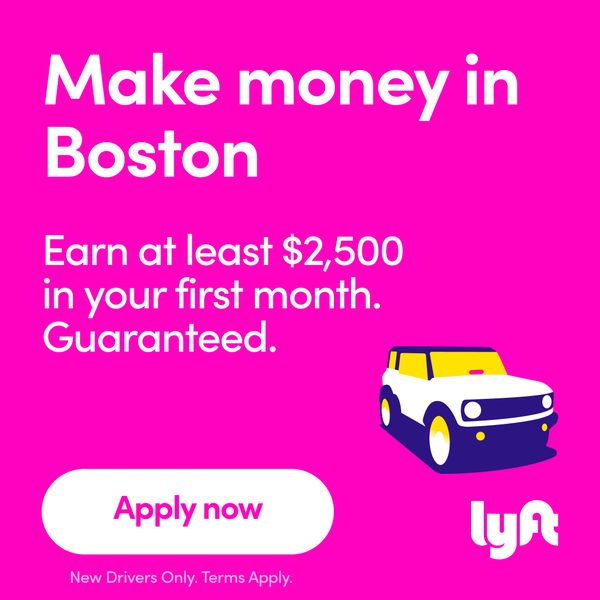 Make money in
Boston
Earn at least $2,500
in your first month.
Guaranteed.
Apply now
lyft
New Drivers Only. Terms Apply.